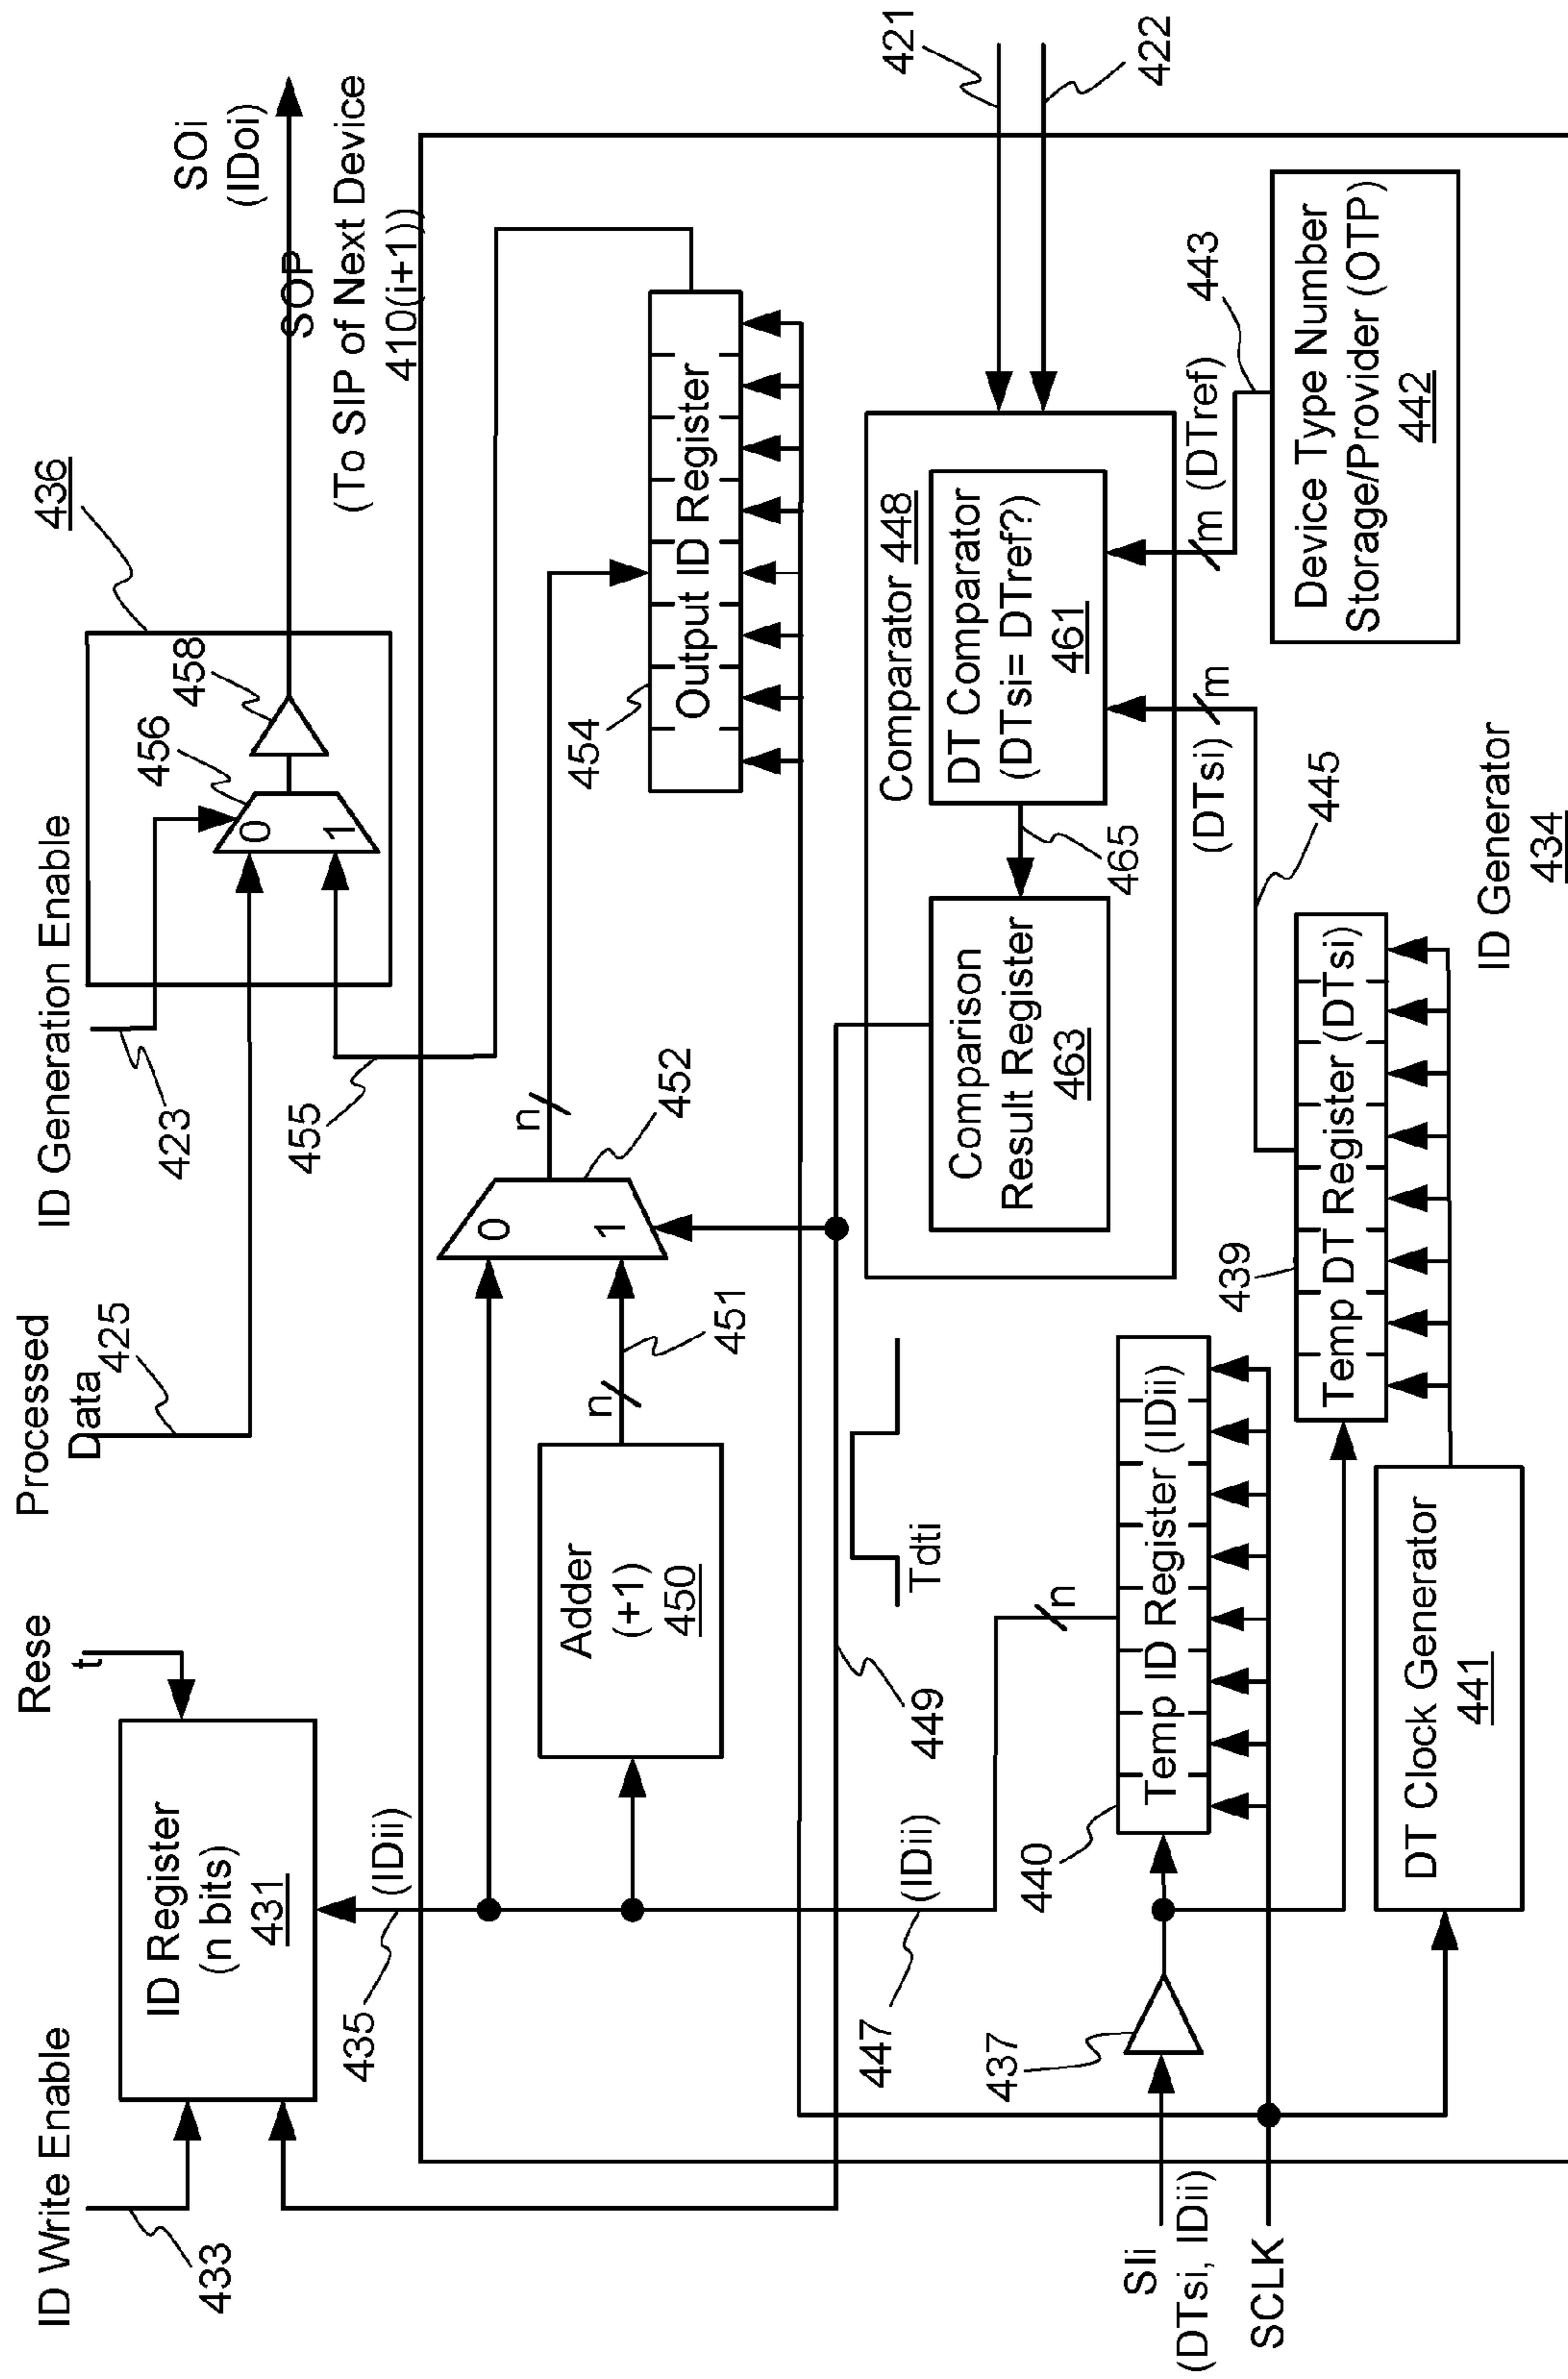 ID Write Enable
433
ID Register
(n bits)
431
Rese
t
Processed
Data
425
ID Generation Enable
423
436
456
0
1
458
SOi
(IDoi)
SOP
(To SIP of Next Device
410(i+1))
435
(IDii)
455
Adder
(+1)
450
n
451
0
1
452
n
454
Output ID Register
447
(IDii)
449
Tdti
Comparator 448
Comparison
Result Register
463
465
DT Comparator
(DTsi= DTref?)
461
421
422
SIi
(DTsi, IDii)
437
440
Temp ID Register (IDii)
n
SCLK
DT Clock Generator
441
439
Temp DT Register (DTsi)
445
(DTsi)
m
m (DTref)
443
Device Type Number
Storage/Provider (OTP)
442
ID Generator
434